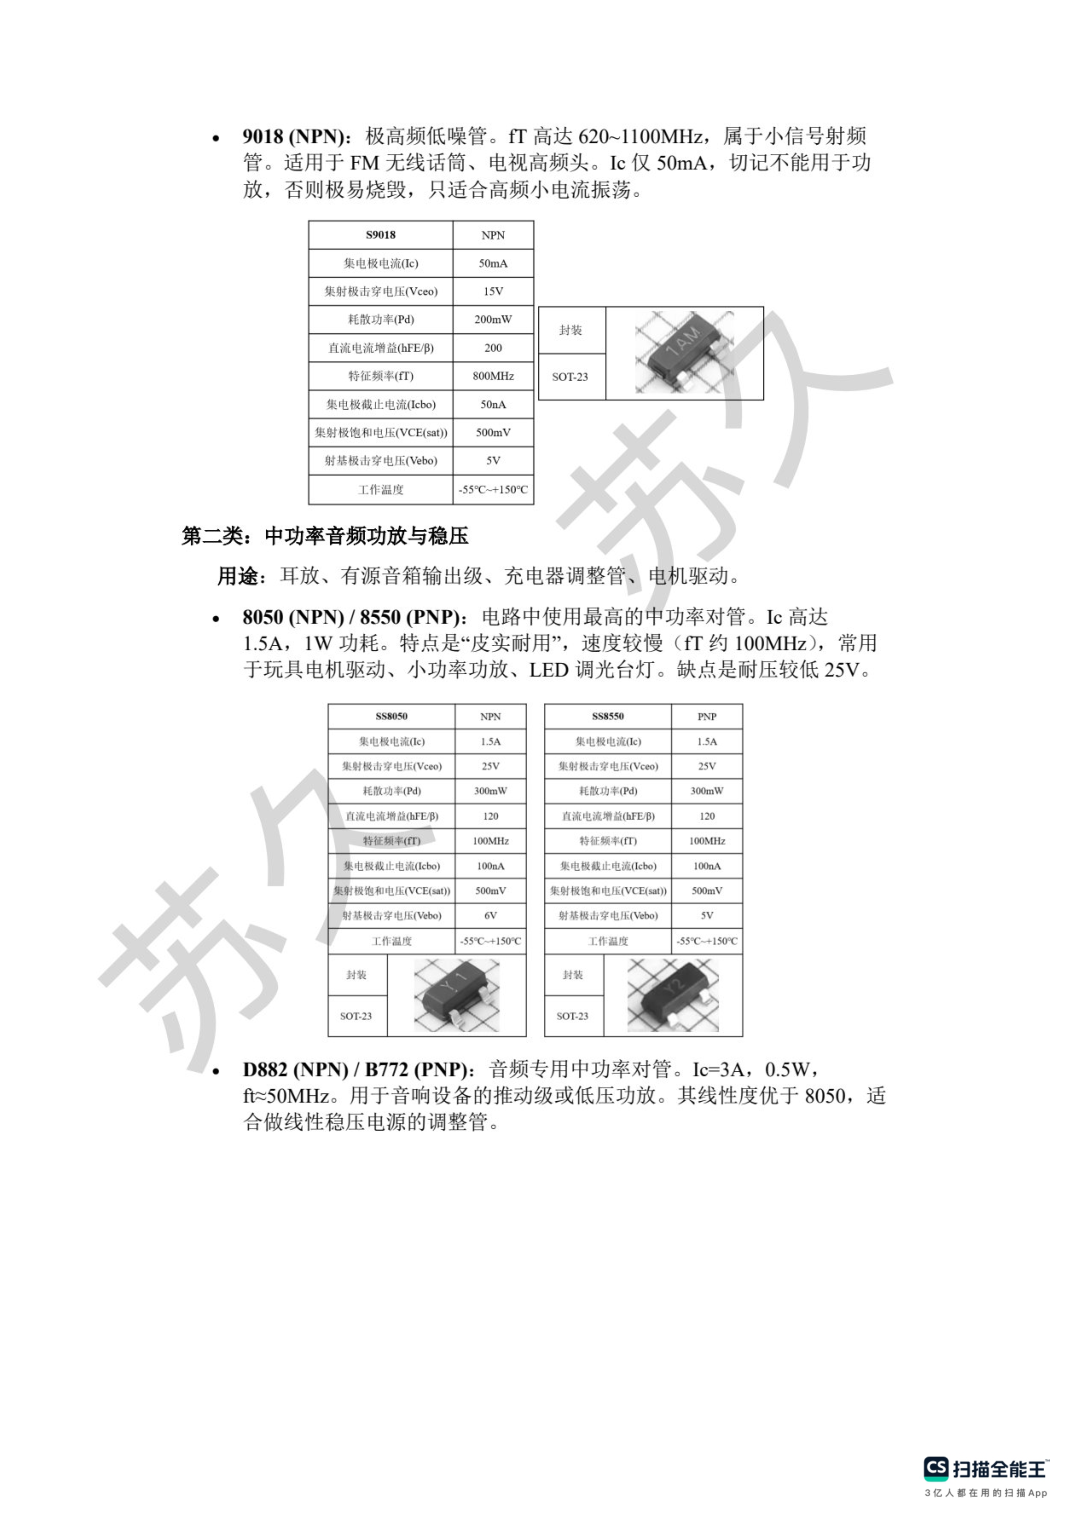 • 9018 (NPN)：极高频低噪管。fT 高达 620~1100MHz，属于小信号射频
管。适用于 FM 无线话筒、电视高频头。Ic 仅 50mA，切记不能用于功
放，否则极易烧毁，只适合高频小电流振荡。
S9018 NPN
集电极电流(Ic) 50mA
集射极击穿电压(Vceo) 15V
耗散功率(Pd) 200mW
直流电流增益(hFE/β) 200
特征频率(fT) 800MHz
集电极截止电流(Icbo) 50nA
集射极饱和电压(VCE(sat)) 500mV
射基极击穿电压(Vebo) 5V
工作温度 -55℃~+150℃
封装
SOT-23
1AM
第二类：中功率音频功放与稳压
用途：耳放、有源音箱输出级、充电器调整管、电机驱动。
• 8050 (NPN) / 8550 (PNP)：电路中使用最高的中功率对管。Ic 高达
1.5A，1W 功耗。特点是“皮实耐用”，速度较慢（fT 约 100MHz），常用
于玩具电机驱动、小功率功放、LED 调光台灯。缺点是耐压较低 25V。
SS8050 NPN
集电极电流(Ic) 1.5A
集射极击穿电压(Vceo) 25V
耗散功率(Pd) 300mW
直流电流增益(hFE/β) 120
特征频率(fT) 100MHz
集电极截止电流(Icbo) 100nA
集射极饱和电压(VCE(sat)) 500mV
射基极击穿电压(Vebo) 6V
工作温度 -55℃~+150℃
封装
SOT-23
Y1
SS8550 PNP
集电极电流(Ic) 1.5A
集射极击穿电压(Vceo) 25V
耗散功率(Pd) 300mW
直流电流增益(hFE/β) 120
特征频率(fT) 100MHz
集电极截止电流(Icbo) 100nA
集射极饱和电压(VCE(sat)) 500mV
射基极击穿电压(Vebo) 5V
工作温度 -55℃~+150℃
封装
SOT-23
Y2
• D882 (NPN) / B772 (PNP)：音频专用中功率对管。Ic=3A，0.5W，
ft≈50MHz。用于音响设备的推动级或低压功放。其线性度优于 8050，适
合做线性稳压电源的调整管。
苏久
苏久
CS 扫描全能王
3亿人都在用的扫描App